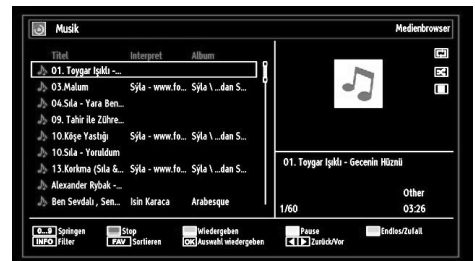 Musik Medienbrowser
Titel Interpret Album
01. Toygar Işıklı -...
03.Malum Sýla - www.fo... Sýla \ ...dan S...
04.Sıla - Yara Ben...
09. Tahir ile Zühre...
10.Köşe Yastığı Sýla - www.fo... Sýla \ ...dan S...
10.Sıla - Yoruldum
13.Korkma (Sıla &... Sýla - www.fo... Sýla \ ...dan S...
Alexander Rybak -...
Ben Sevdalı , Sen... Isin Karaca Arabesque
01. Toygar Işıklı - Gecenin Hüznü
Other
1/60 03:26
0...9 Springen Stop Wiedergeben Pause Endlos/Zufall
INFO Filter FAV Sortieren OK Auswahl wiedergeben Zurück/Vor